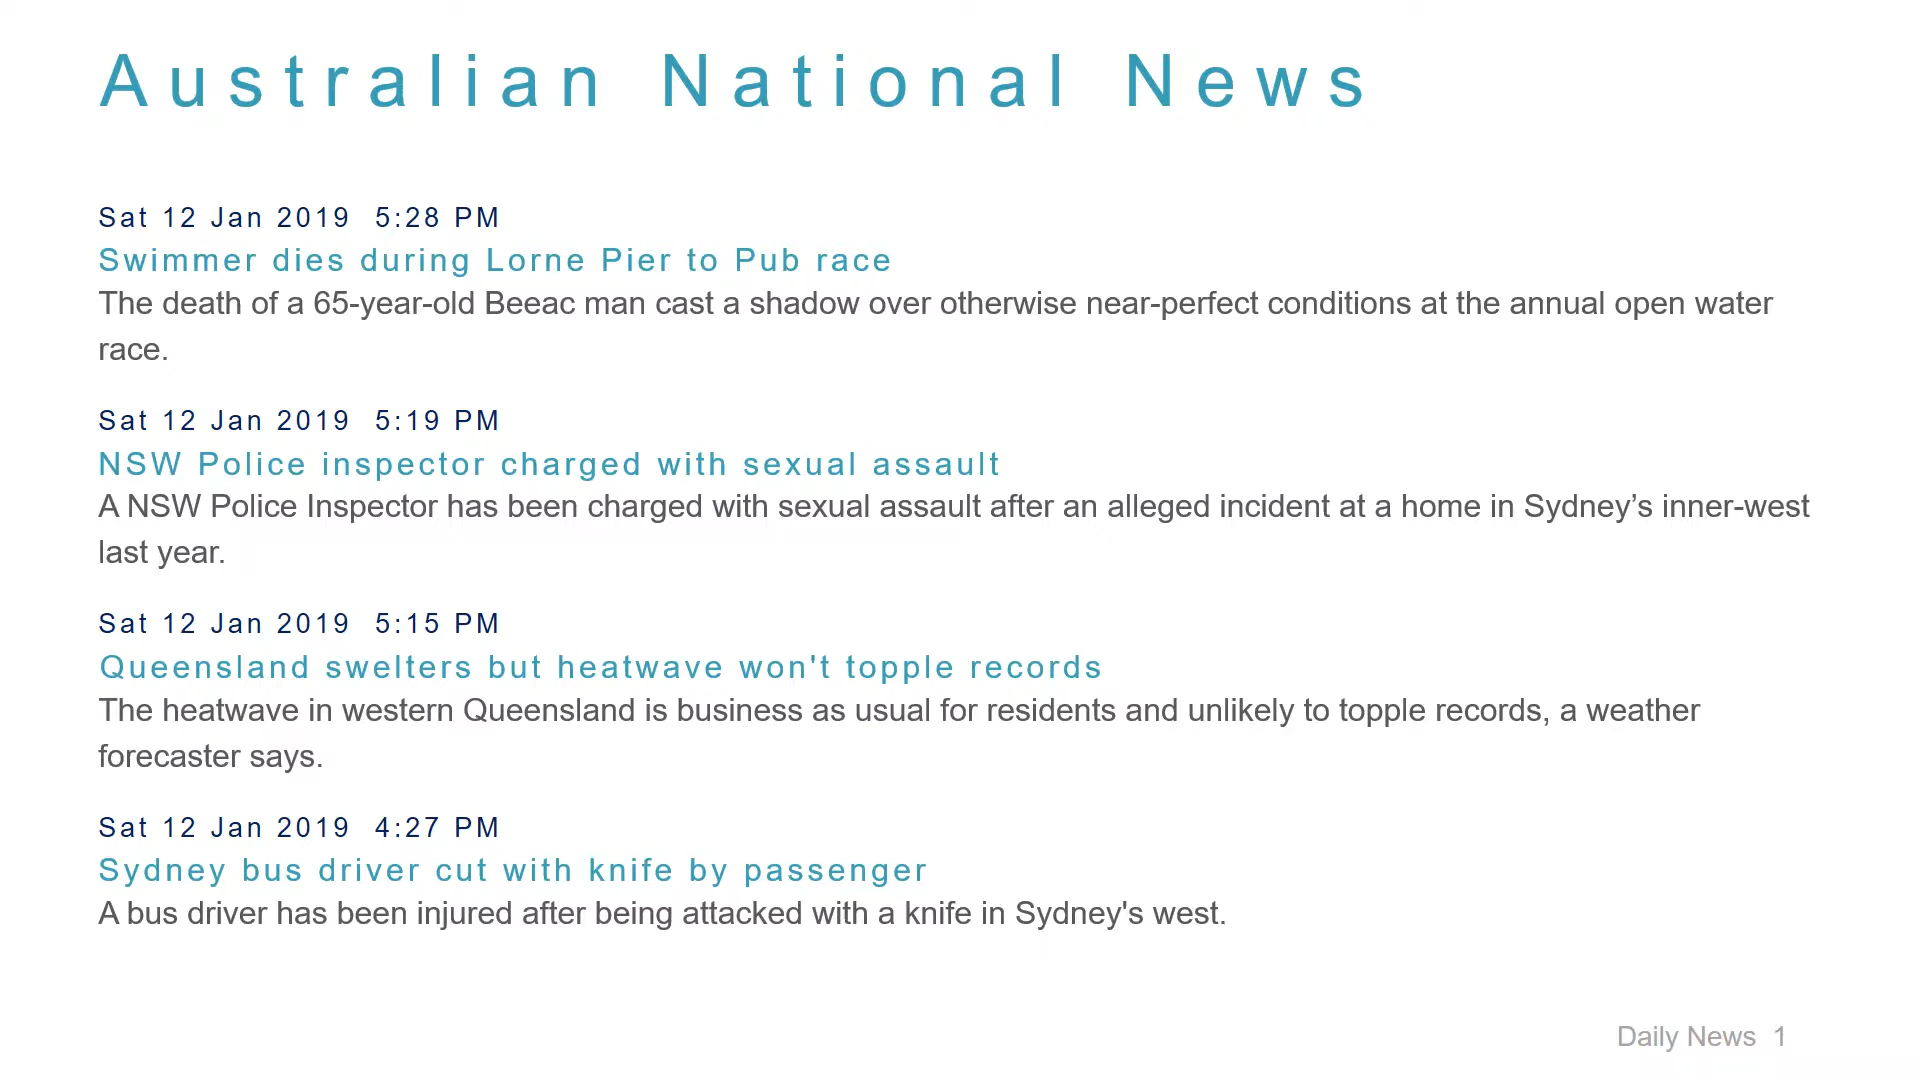 Australian National News
Sat 12 Jan 2019 5:28 PM
Swimmer dies during Lorne Pier to Pub race
The death of a 65-year-old Beeac man cast a shadow over otherwise near-perfect conditions at the annual open water
race.
Sat 12 Jan 2019 5:19 PM
NSW Police inspector charged with sexual assault
A NSW Police Inspector has been charged with sexual assault after an alleged incident at a home in Sydney’s inner-west
last year.
Sat 12 Jan 2019 5:15 PM
Queensland swelters but heatwave won't topple records
The heatwave in western Queensland is business as usual for residents and unlikely to topple records, a weather
forecaster says.
Sat 12 Jan 2019 4:27 PM
Sydney bus driver cut with knife by passenger
A bus driver has been injured after being attacked with a knife in Sydney's west.
Daily News 1